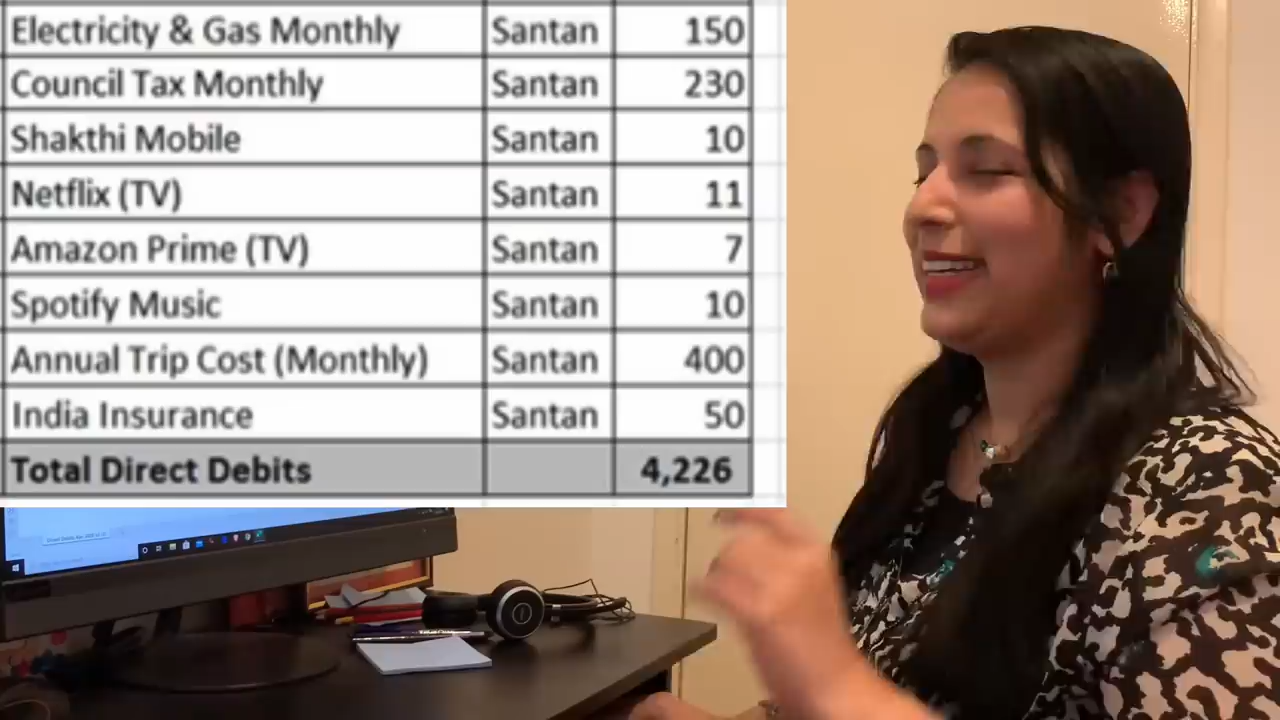 Electricity & Gas Monthly Santan 150
Council Tax Monthly Santan 230
Shakthi Mobile Santan 10
Netflix (TV) Santan 11
Amazon Prime (TV) Santan 7
Spotify Music Santan 10
Annual Trip Cost (Monthly) Santan 400
India Insurance Santan 50
Total Direct Debits 4,226